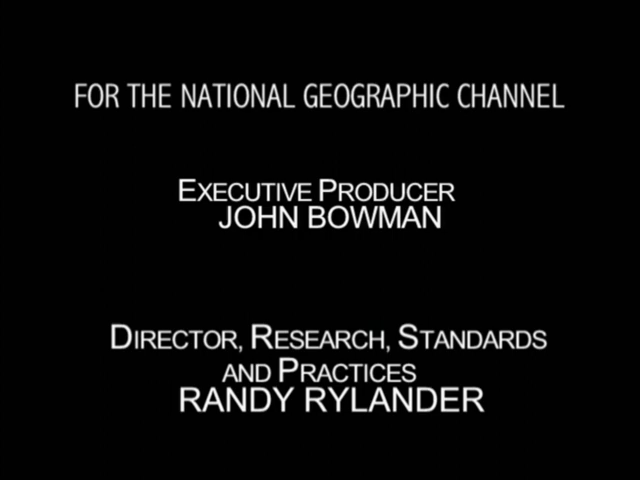 FOR THE NATIONAL GEOGRAPHIC CHANNEL
EXECUTIVE PRODUCER
JOHN BOWMAN
DIRECTOR, RESEARCH, STANDARDS
AND PRACTICES
RANDY RYLANDER